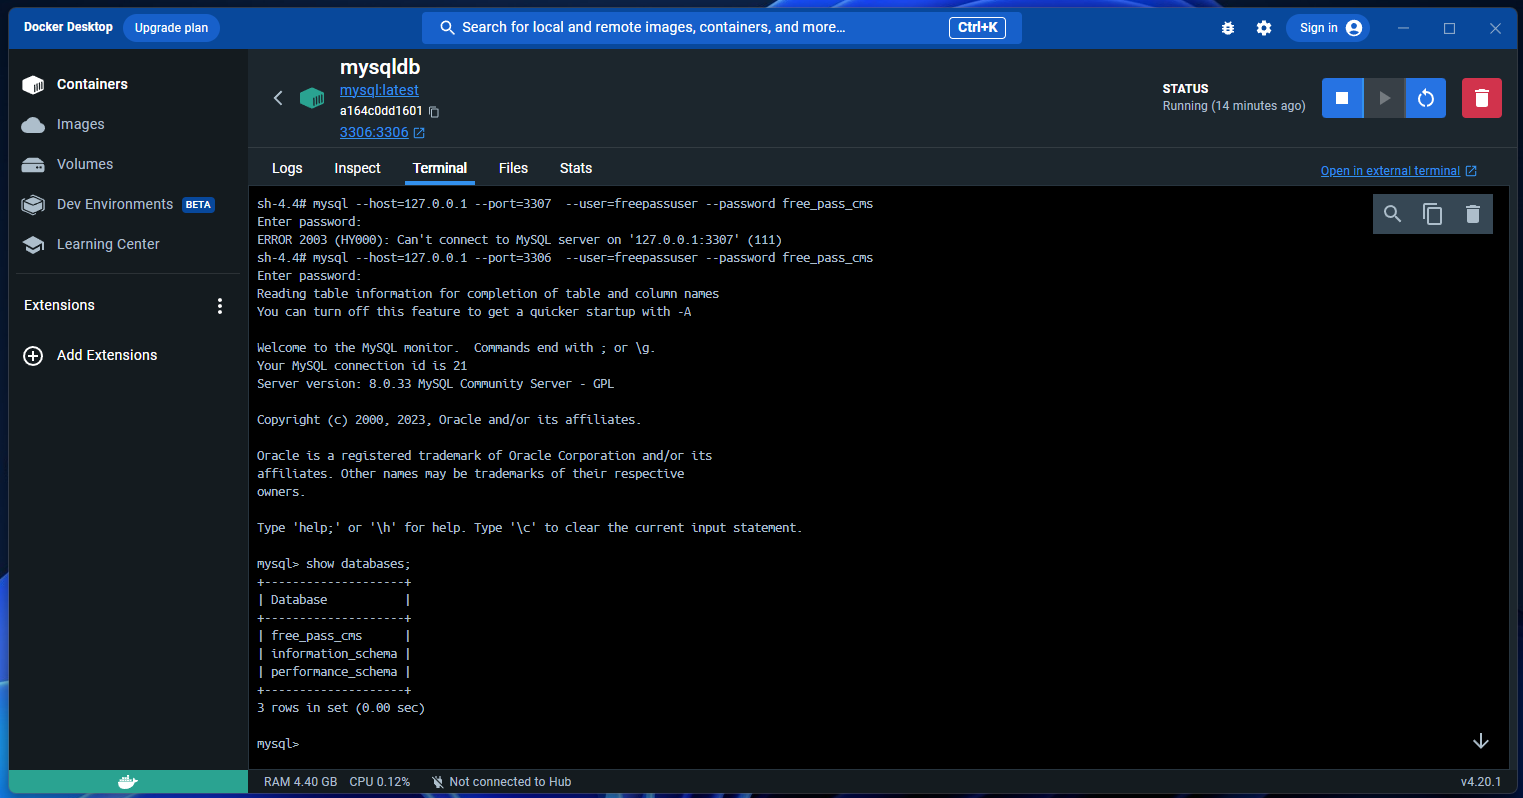 Docker Desktop
Upgrade plan
Search for local and remote images, containers, and more...
Ctrl+K
Sign in
Containers
Images
Volumes
Dev Environments BETA
Learning Center
Extensions
Add Extensions
mysqldb
mysql:latest
a164c0dd1601
3306:3306
STATUS
Running (14 minutes ago)
Logs Inspect Terminal Files Stats
Open in external terminal
sh-4.4# mysql --host=127.0.0.1 --port=3307  --user=freepassuser --password free_pass_cms
Enter password:
ERROR 2003 (HY000): Can't connect to MySQL server on '127.0.0.1:3307' (111)
sh-4.4# mysql --host=127.0.0.1 --port=3306  --user=freepassuser --password free_pass_cms
Enter password:
Reading table information for completion of table and column names
You can turn off this feature to get a quicker startup with -A
Welcome to the MySQL monitor.  Commands end with ; or \g.
Your MySQL connection id is 21
Server version: 8.0.33 MySQL Community Server - GPL
Copyright (c) 2000, 2023, Oracle and/or its affiliates.
Oracle is a registered trademark of Oracle Corporation and/or its
affiliates. Other names may be trademarks of their respective
owners.
Type 'help;' or '\h' for help. Type '\c' to clear the current input statement.
mysql> show databases;
+--------------------+
| Database           |
+--------------------+
| free_pass_cms      |
| information_schema |
| performance_schema |
+--------------------+
3 rows in set (0.00 sec)
mysql>
RAM 4.40 GB CPU 0.12% Not connected to Hub
v4.20.1